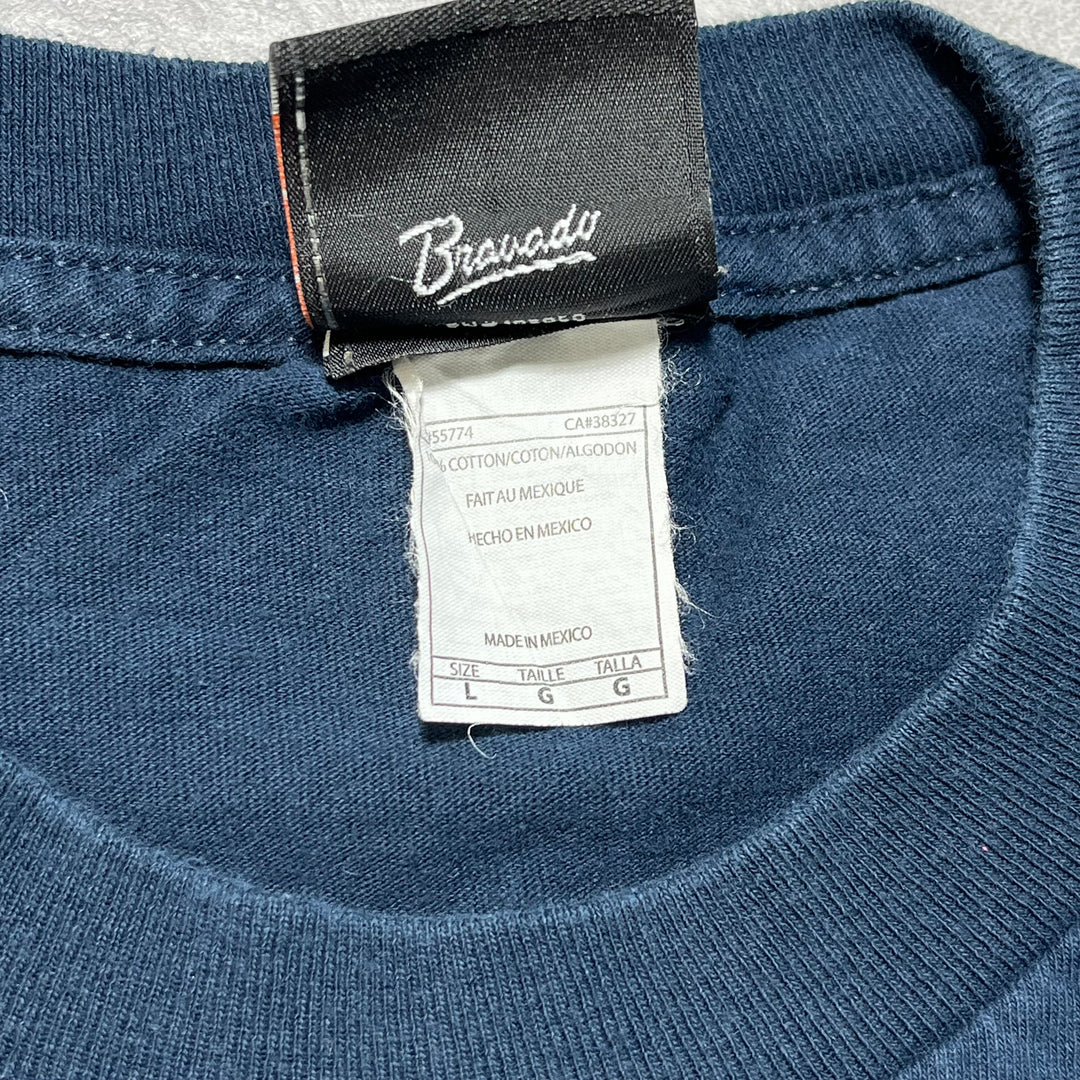 Bravado
#55774 CA#38327
% COTTON/COTON/ALGODON
FAIT AU MEXIQUE
HECHO EN MEXICO
MADE IN MEXICO
SIZE TAILLE TALLA
L G G